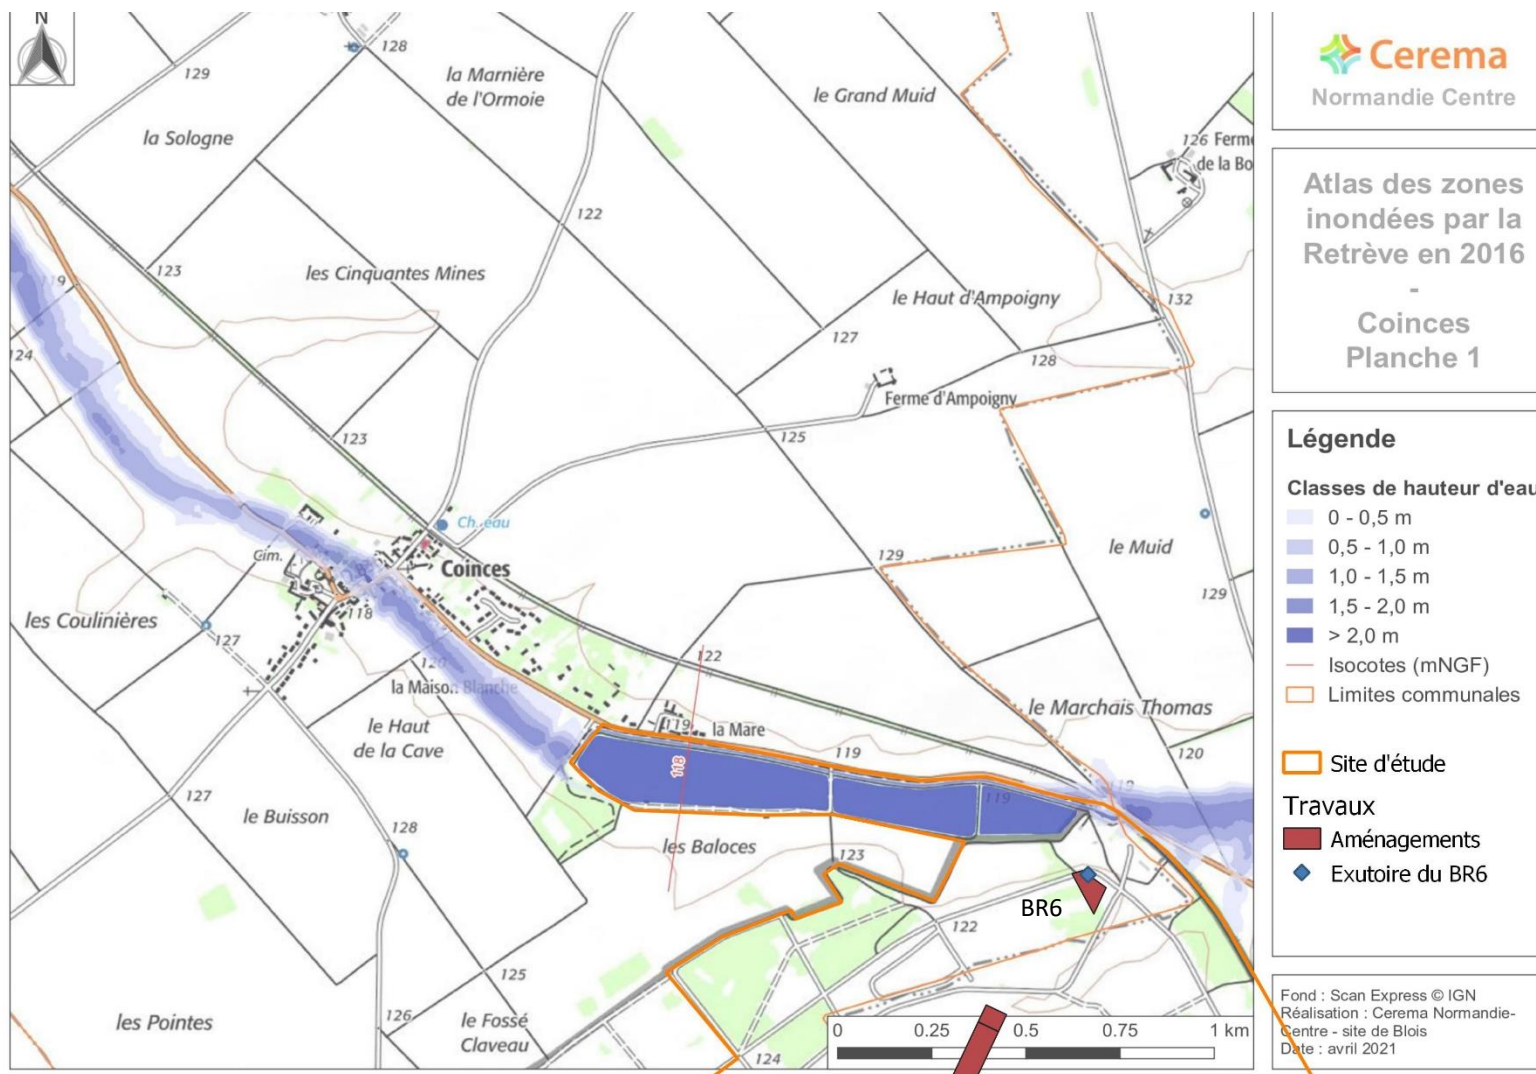 N
128
129
la Marnière
de l'Ormoie
le Grand Muid
la Sologne
126 Ferme
de la Bo
122
123
les Cinquantes Mines
119
132
le Haut d'Ampoigny
127
124
128
Ferme d'Ampoigny
123
125
Ch. eau
129
le Muid
Cim.
Coinces
118
129
les Coulinières
127
120
122
la Maison Blanche
le Haut
de la Cave
119
la Mare
le Marchais Thomas
119
120
118
119
119
127
le Buisson
128
les Baloces
123
BR6
122
125
les Pointes
126
le Fossé
Claveau
124
0 0.25 0.5 0.75 1 km
Cerema
Normandie Centre
Atlas des zones
inondées par la
Retrève en 2016
-
Coinces
Planche 1
Légende
Classes de hauteur d'eau
0 - 0,5 m
0,5 - 1,0 m
1,0 - 1,5 m
1,5 - 2,0 m
> 2,0 m
Isocotes (mNGF)
Limites communales
Site d'étude
Travaux
Aménagements
Exutoire du BR6
Fond : Scan Express © IGN
Réalisation : Cerema Normandie-
Centre - site de Blois
Date : avril 2021